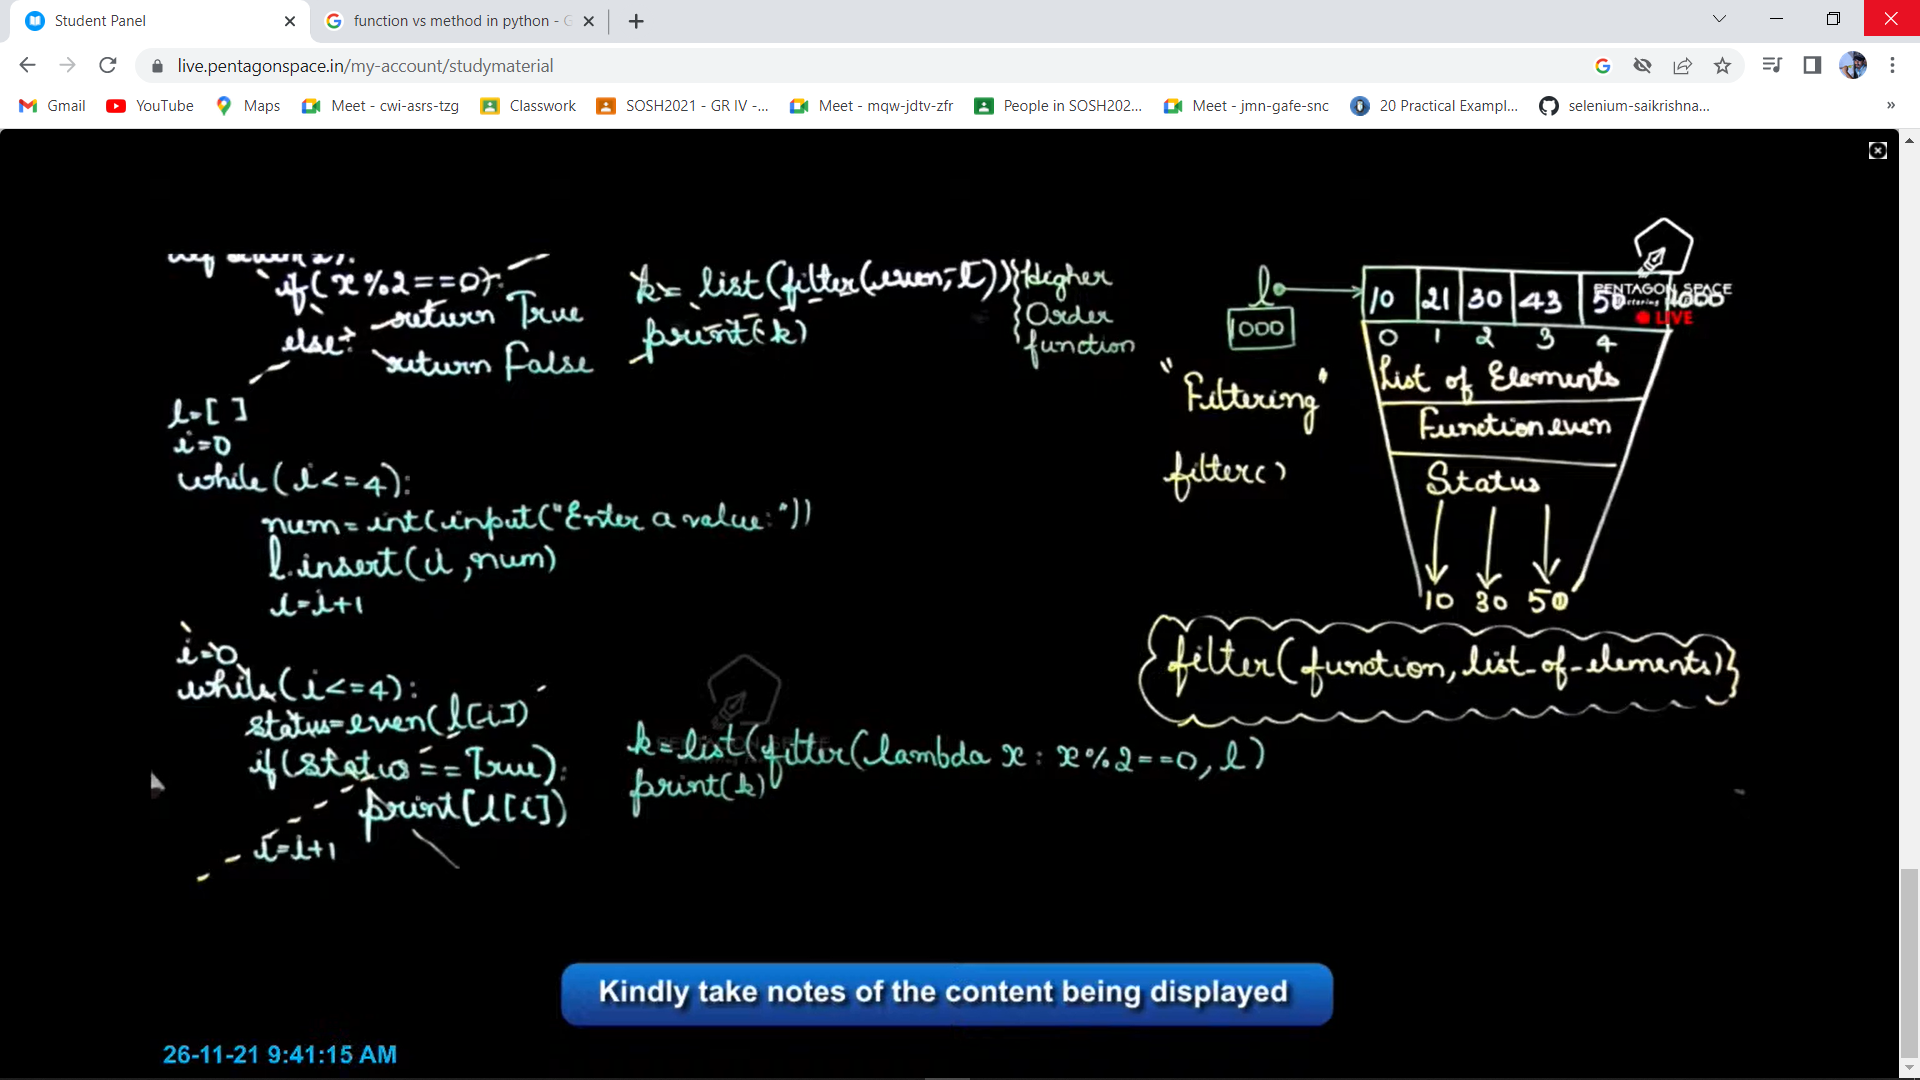 Student Panel
function vs method in python - G
live.pentagonspace.in/my-account/studymaterial
Gmail
YouTube
Maps
Meet - cwi-asrs-tzg
Classwork
SOSH2021 - GR IV -...
Meet - mqw-jdtv-zfr
People in SOSH202...
Meet - jmn-gafe-snc
20 Practical Exampl...
selenium-saikrishna...
»
if(x%2==0):
return True
else:
return False
l=[ ]
i=0
while(i<=4):
num=int(input("Enter a value:"))
l.insert(i,num)
i=i+1
i=0
while(i<=4):
status=even(l[i])
if(status==True):
print(l[i])
i=i+1
k=list(filter(even,l))
print(k)
Higher
Order
function
k=list(filter(lambda x: x%2==0, l)
print(k)
l
1000
10 21 30 43 50 1000
0 1 2 3 4
PENTAGON SPACE
LIVE
List of Elements
Function even
Status
10 30 50
"Filtering"
filter()
filter(function, list-of-elements)
PENTAGON SPACE
Kindly take notes of the content being displayed
26-11-21 9:41:15 AM